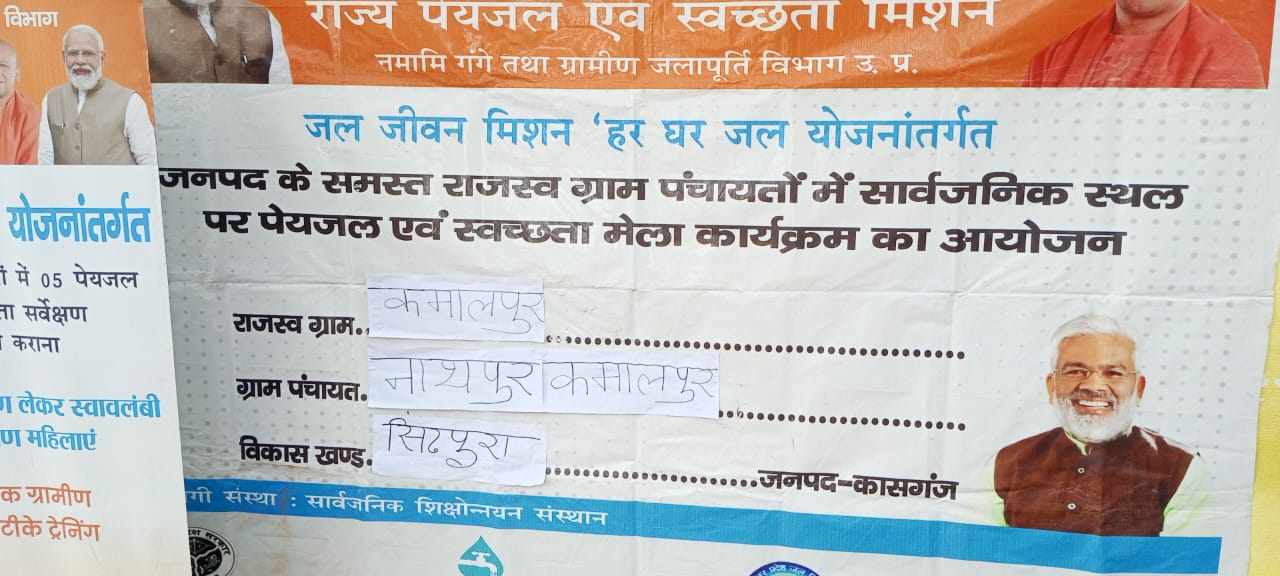 विभाग
योजनांतर्गत
में 05 पेयजल
सर्वेक्षण
कराना
लेकर स्वावलंबी
महिलाएं
ग्रामीण
टीके ट्रेनिंग
राज्य पेयजल एवं स्वच्छता मिशन
नमामि गंगे तथा ग्रामीण जलापूर्ति विभाग उ. प्र.
जल जीवन मिशन 'हर घर जल योजनांतर्गत
जनपद के समस्त राजस्व ग्राम पंचायतों में सार्वजनिक स्थल
पर पेयजल एवं स्वच्छता मेला कार्यक्रम का आयोजन
राजस्व ग्राम. कमालपुर
ग्राम पंचायत. नाथपुर कमालपुर
विकास खण्ड. सिढपुरा जनपद-कासगंज
संस्था : सार्वजनिक शिक्षोन्नयन संस्थान